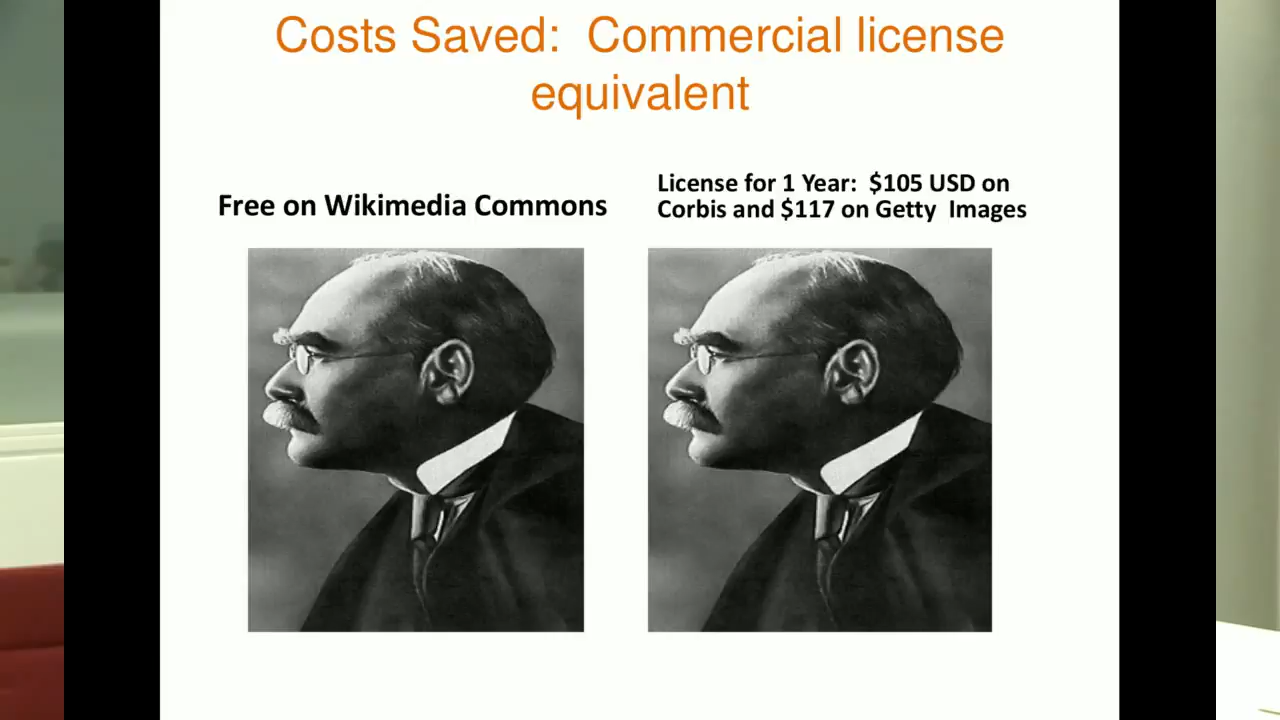 Costs Saved: Commercial license
equivalent
Free on Wikimedia Commons
License for 1 Year: $105 USD on
Corbis and $117 on Getty Images